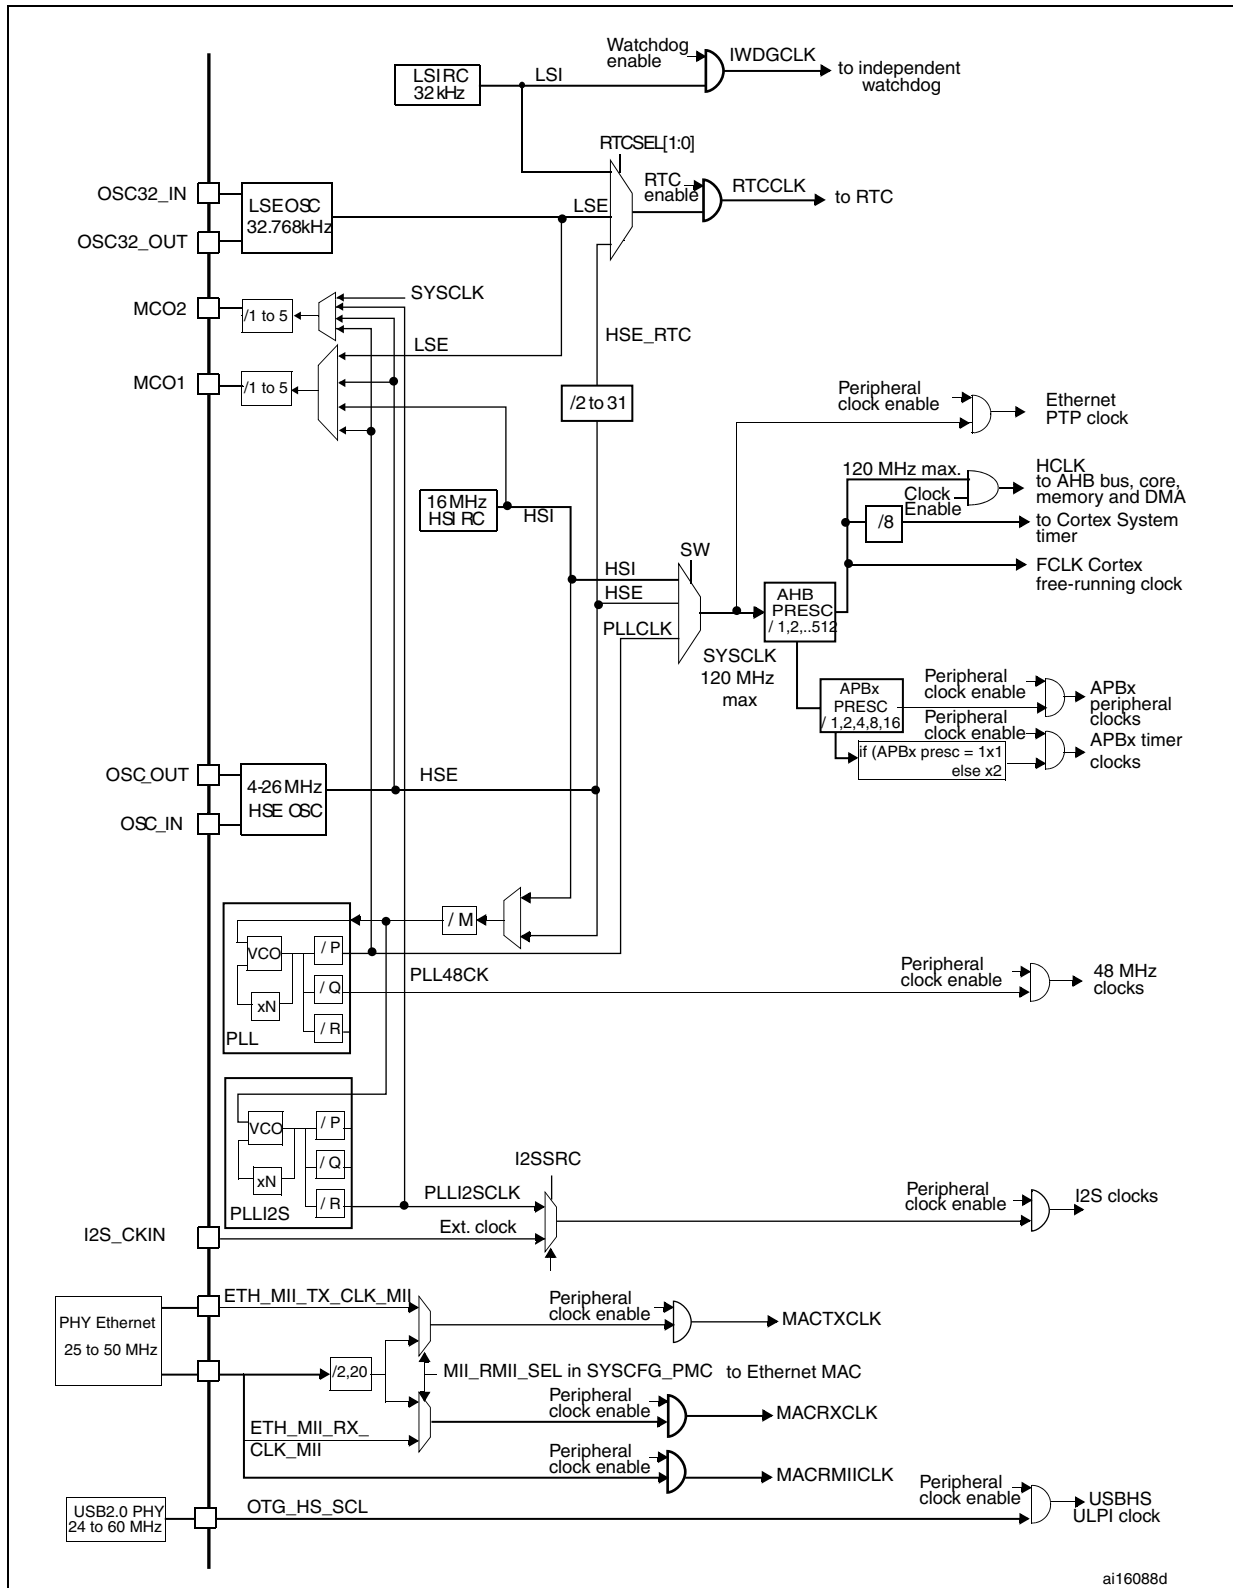 Watchdog
enable
IWDGCLK
to independent
watchdog
LSI RC
32 kHz
LSI
RTCSEL[1:0]
OSC32_IN
OSC32_OUT
LSE OSC
32.768kHz
LSE
RTC
enable
RTCCLK
to RTC
MCO2
/1 to 5
SYSCLK
LSE
HSE_RTC
MCO1
/1 to 5
/2 to 31
Peripheral
clock enable
Ethernet
PTP clock
120 MHz max.
Clock
Enable
HCLK
to AHB bus, core,
memory and DMA
16 MHz
HSI RC
HSI
/8
to Cortex System
timer
SW
FCLK Cortex
free-running clock
HSI
HSE
PLLCLK
AHB
PRESC
/ 1,2,..512
SYSCLK
120 MHz
max
APBx
PRESC
/ 1,2,4,8,16
Peripheral
clock enable
APBx
peripheral
clocks
Peripheral
clock enable
APBx timer
clocks
if (APBx presc = 1x1
else x2
OSC_OUT
OSC_IN
4-26 MHz
HSE OSC
HSE
/ M
VCO
xN
/ P
/ Q
/ R
PLL
PLL48CK
Peripheral
clock enable
48 MHz
clocks
VCO
xN
/ P
/ Q
/ R
PLLI2S
I2SSRC
PLLI2SCLK
Ext. clock
I2S_CKIN
Peripheral
clock enable
I2S clocks
PHY Ethernet
25 to 50 MHz
ETH_MII_TX_CLK_MII
Peripheral
clock enable
MACTXCLK
/2,20
MII_RMII_SEL in SYSCFG_PMC
to Ethernet MAC
ETH_MII_RX_
CLK_MII
Peripheral
clock enable
MACRXCLK
Peripheral
clock enable
MACRMIICLK
USB2.0 PHY
24 to 60 MHz
OTG_HS_SCL
Peripheral
clock enable
USBHS
ULPI clock
ai16088d